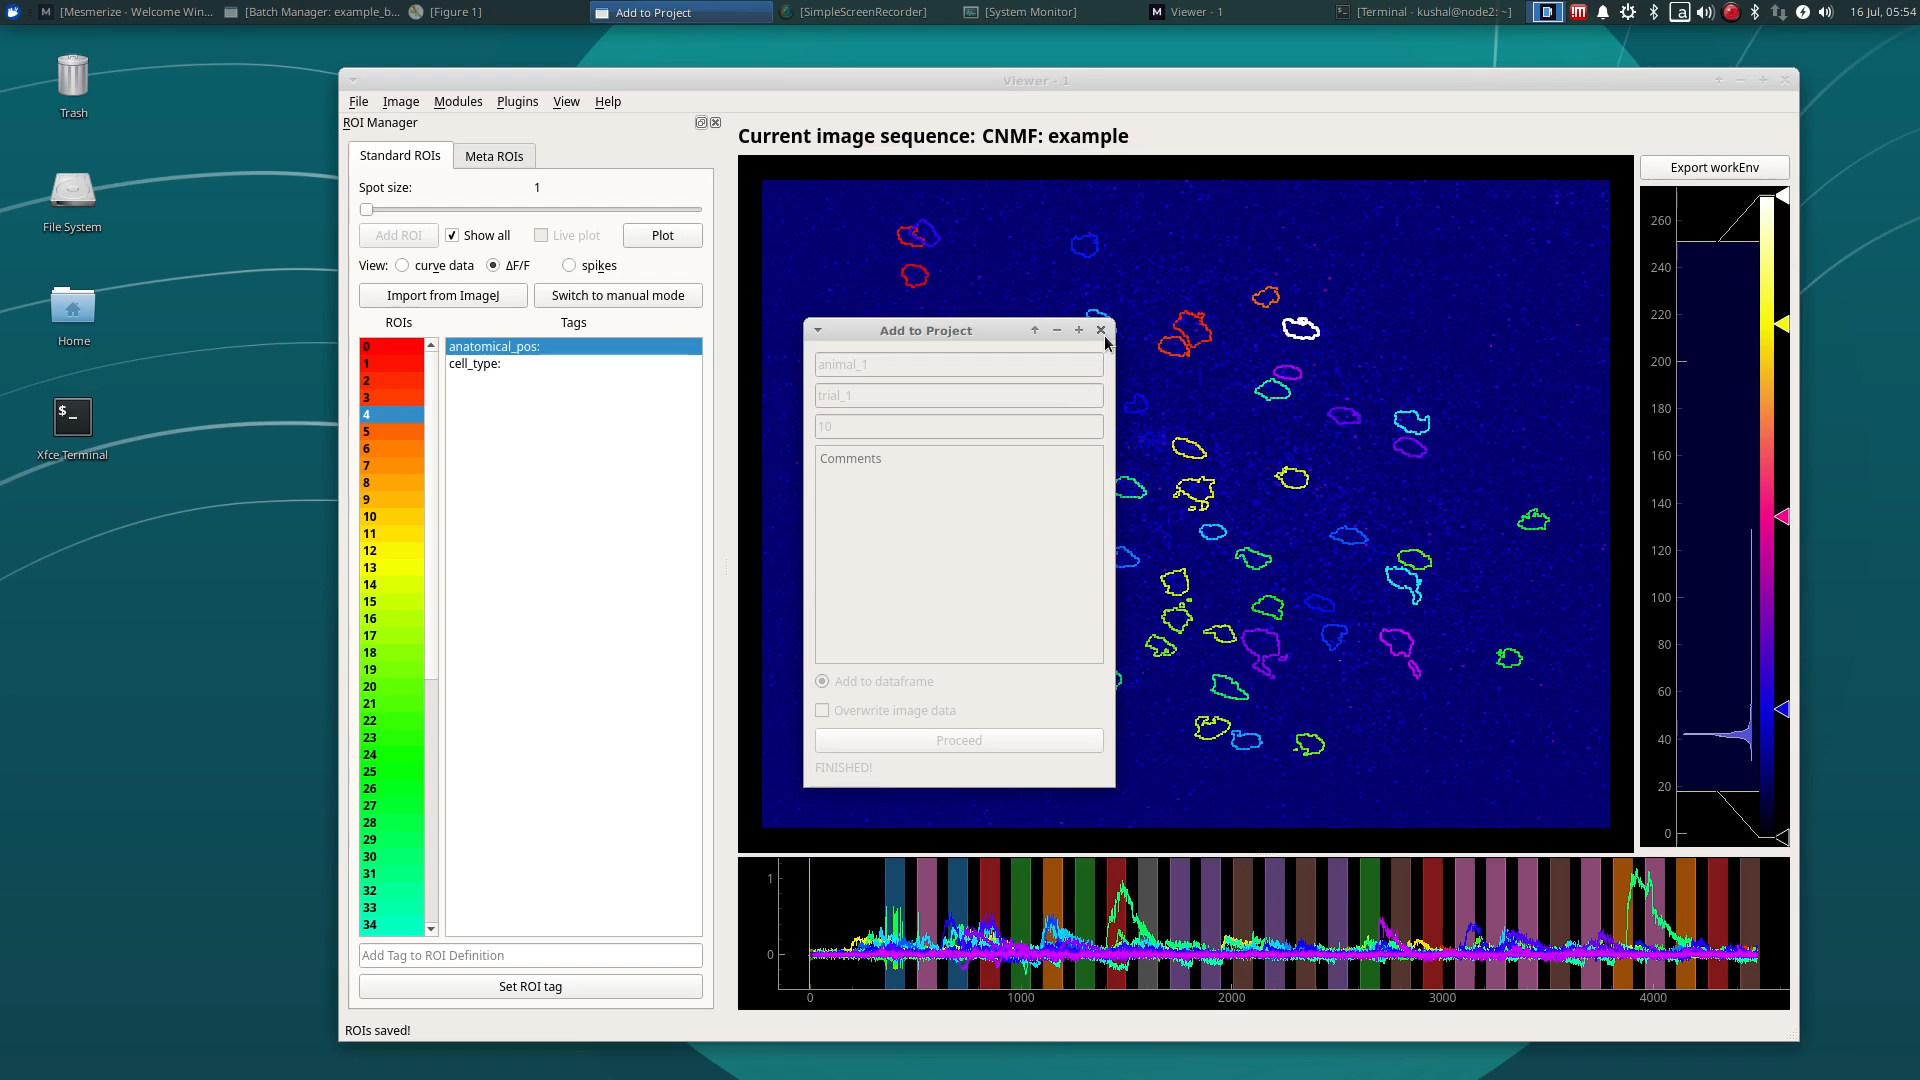 [Mesmerize - Welcome Win... [Batch Manager: example_b... [Figure 1] Add to Project [SimpleScreenRecorder] [System Monitor] Viewer - 1 [Terminal - kushal@node2: ~] 16 Jul, 05:54
Trash
File System
Home
Xfce Terminal
Viewer - 1
File Image Modules Plugins View Help
ROI Manager
Standard ROIs Meta ROIs
Spot size: 1
Add ROI Show all Live plot Plot
View: curve data ΔF/F spikes
Import from ImageJ Switch to manual mode
ROIs Tags
0
1
2
3
4
5
6
7
8
9
10
11
12
13
14
15
16
17
18
19
20
21
22
23
24
25
26
27
28
29
30
31
32
33
34
anatomical_pos:
cell_type:
Add Tag to ROI Definition
Set ROI tag
ROIs saved!
Current image sequence: CNMF: example
Add to Project
animal_1
trial_1
10
Comments
Add to dataframe
Overwrite image data
Proceed
FINISHED!
Export workEnv
260
240
220
200
180
160
140
120
100
80
60
40
20
0
1
0
0 1000 2000 3000 4000